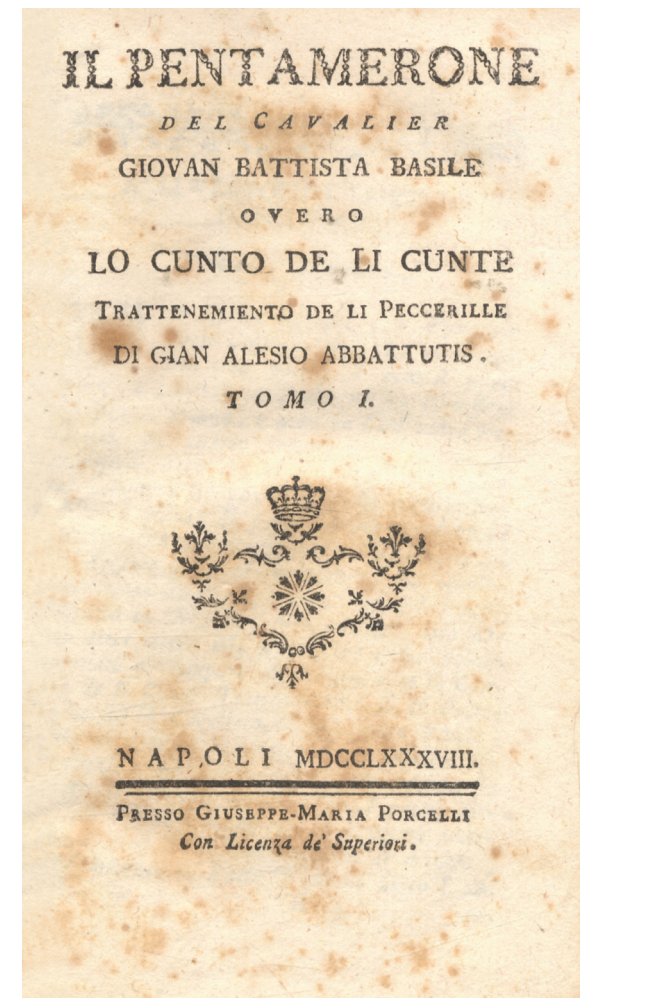 IL PENTAMERONE
DEL CAVALIER
GIOVAN BATTISTA BASILE
OVERO
LO CUNTO DE LI CUNTE
TRATTENEMIENTO DE LI PECCERILLE
DI GIAN ALESIO ABBATTUTIS.
TOMO I.
NAPOLI MDCCLXXXVIII.
PRESSO GIUSEPPE-MARIA PORCELLI
Con Licenza de' Superiori.